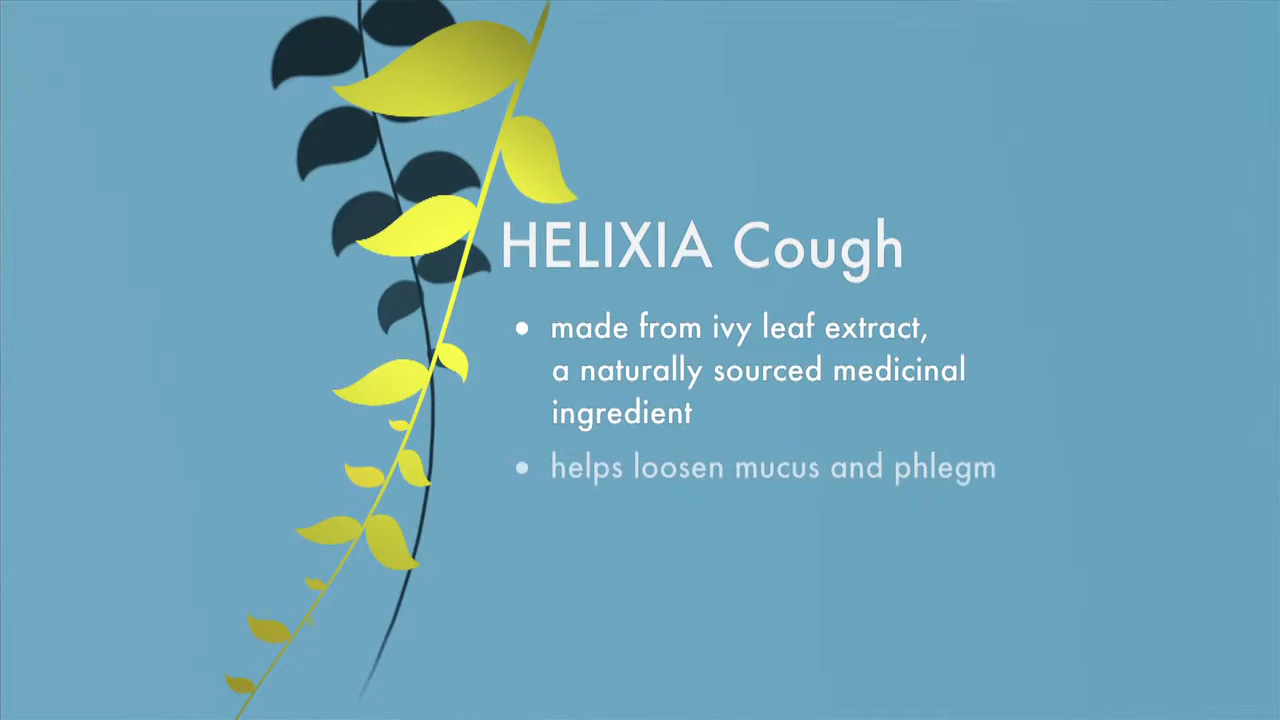 HELIXIA Cough
• made from ivy leaf extract,
a naturally sourced medicinal
ingredient
• helps loosen mucus and phlegm